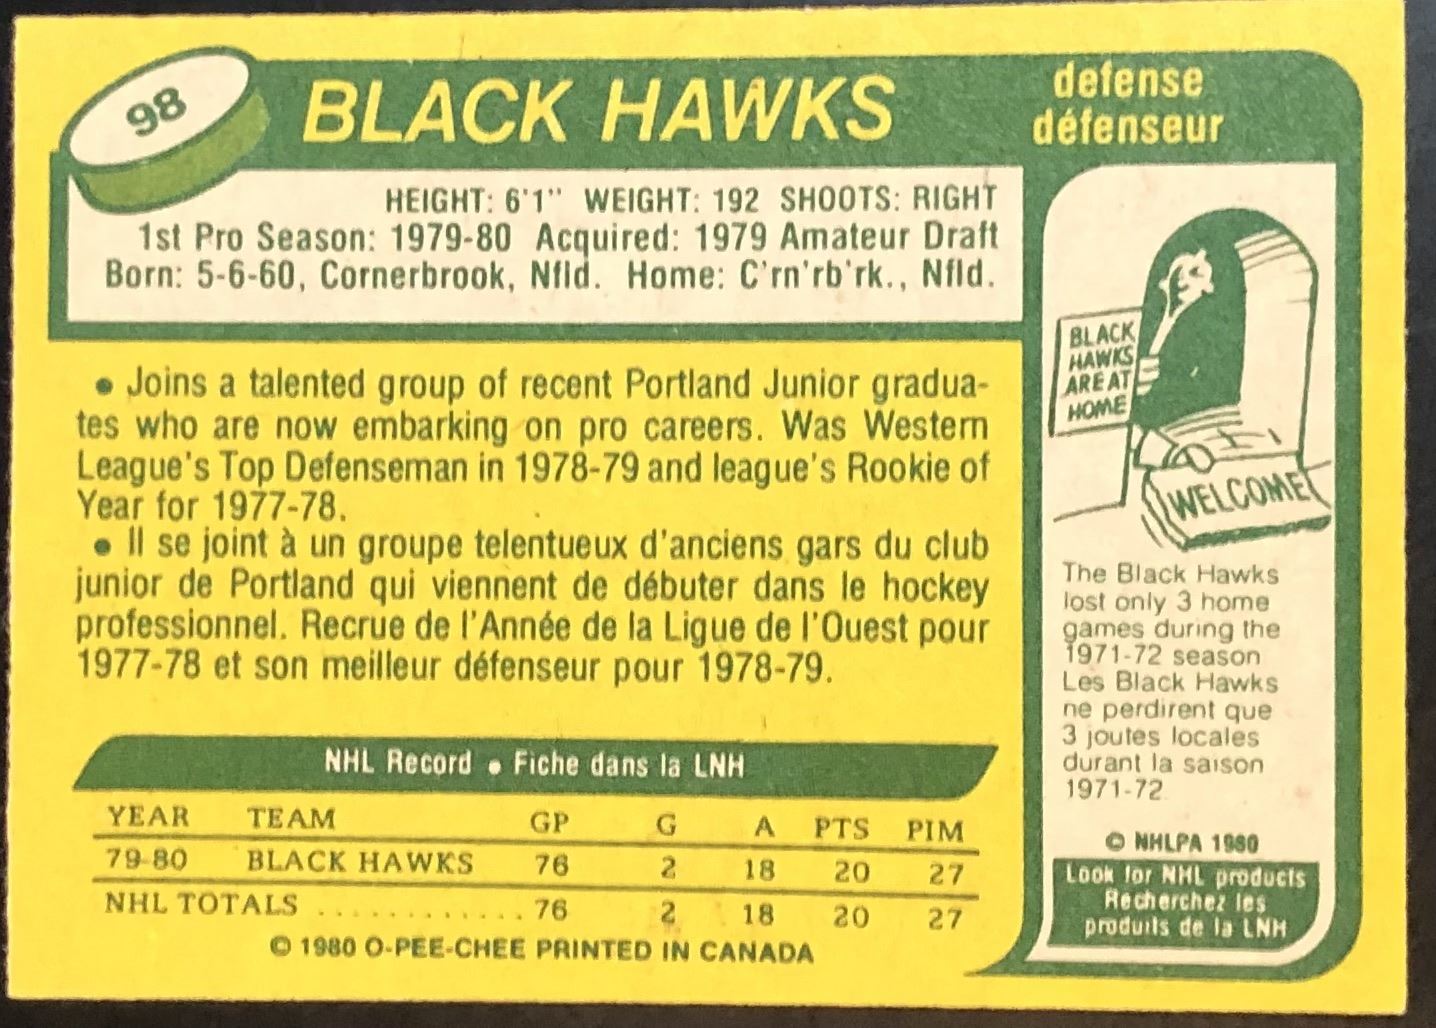 98
BLACK HAWKS
defense
défenseur
HEIGHT: 6'1" WEIGHT: 192 SHOOTS: RIGHT
1st Pro Season: 1979-80 Acquired: 1979 Amateur Draft
Born: 5-6-60, Cornerbrook, Nfld. Home: C'rn'rb'rk., Nfld.
• Joins a talented group of recent Portland Junior gradua-
tes who are now embarking on pro careers. Was Western
League's Top Defenseman in 1978-79 and league's Rookie of
Year for 1977-78.
• Il se joint à un groupe telentueux d'anciens gars du club
junior de Portland qui viennent de débuter dans le hockey
professionnel. Recrue de l'Année de la Ligue de l'Ouest pour
1977-78 et son meilleur défenseur pour 1978-79.
NHL Record • Fiche dans la LNH
YEAR TEAM GP G A PTS PIM
79-80 BLACK HAWKS 76 2 18 20 27
NHL TOTALS ............. 76 2 18 20 27
© 1980 O-PEE-CHEE PRINTED IN CANADA
BLACK
HAWKS
ARE AT
HOME
WELCOME
The Black Hawks
lost only 3 home
games during the
1971-72 season
Les Black Hawks
ne perdirent que
3 joutes locales
durant la saison
1971-72
© NHLPA 1980
Look for NHL products
Recherchez les
produits de la LNH